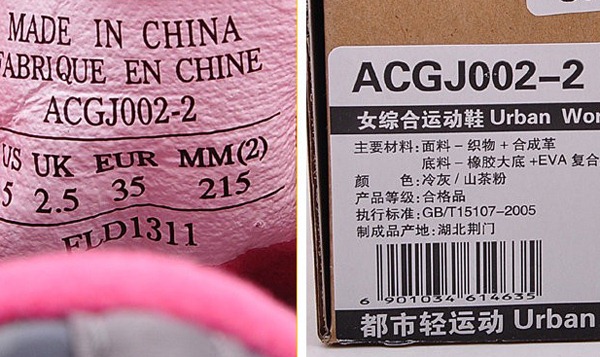 MADE IN CHINA
FABRIQUE EN CHINE
ACGJ002-2
US UK EUR MM(2)
5 2.5 35 215
FLD1311
ACGJ002-2
女综合运动鞋 Urban Wo
主要材料: 面料-织物+合成革
底料-橡胶大底+EVA 复合
颜 色: 冷灰/山茶粉
产品等级: 合格品
执行标准: GB/T15107-2005
制成品产地: 湖北荆门
6 901034 614635
都市轻运动 Urban